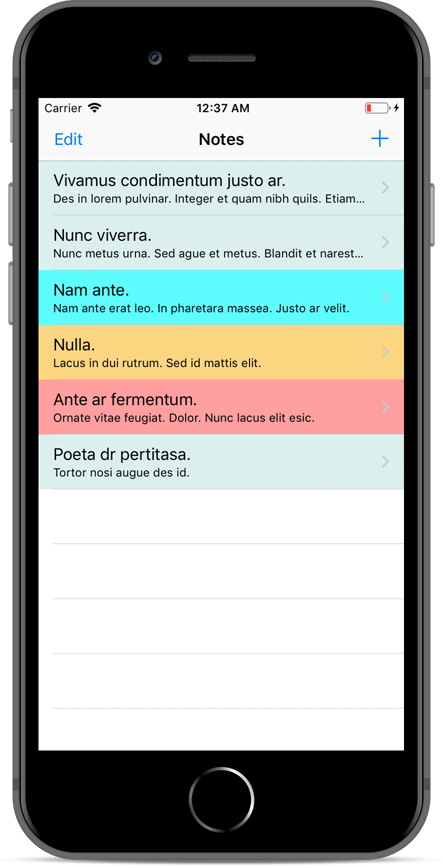 Carrier 12:37 AM
Edit Notes +
Vivamus condimentum justo ar.
Des in lorem pulvinar. Integer et quam nibh quils. Etiam...
Nunc viverra.
Nunc metus urna. Sed ague et metus. Blandit et narest...
Nam ante.
Nam ante erat leo. In pharetara massea. Justo ar velit.
Nulla.
Lacus in dui rutrum. Sed id mattis elit.
Ante ar fermentum.
Ornate vitae feugiat. Dolor. Nunc lacus elit esic.
Poeta dr pertitasa.
Tortor nosi augue des id.